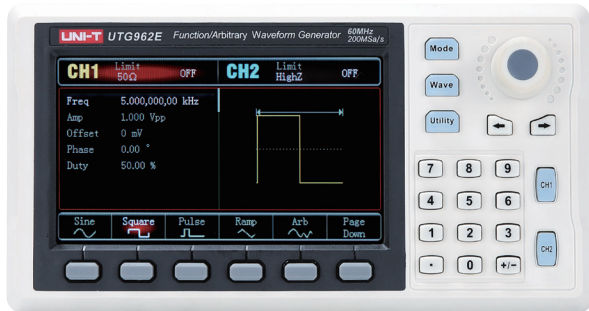 UNI-T UTG962E Function/Arbitrary Waveform Generator 60MHz 200MSa/s
CH1 Limit 50Ω OFF CH2 Limit HighZ OFF
Freq 5.000,000,00 kHz
Amp 1.000 Vpp
Offset 0 mV
Phase 0.00 °
Duty 50.00 %
Sine Square Pulse Ramp Arb Page Down
Mode
Wave
Utility
7 8 9
4 5 6
1 2 3
. 0 +/−
CH1
CH2